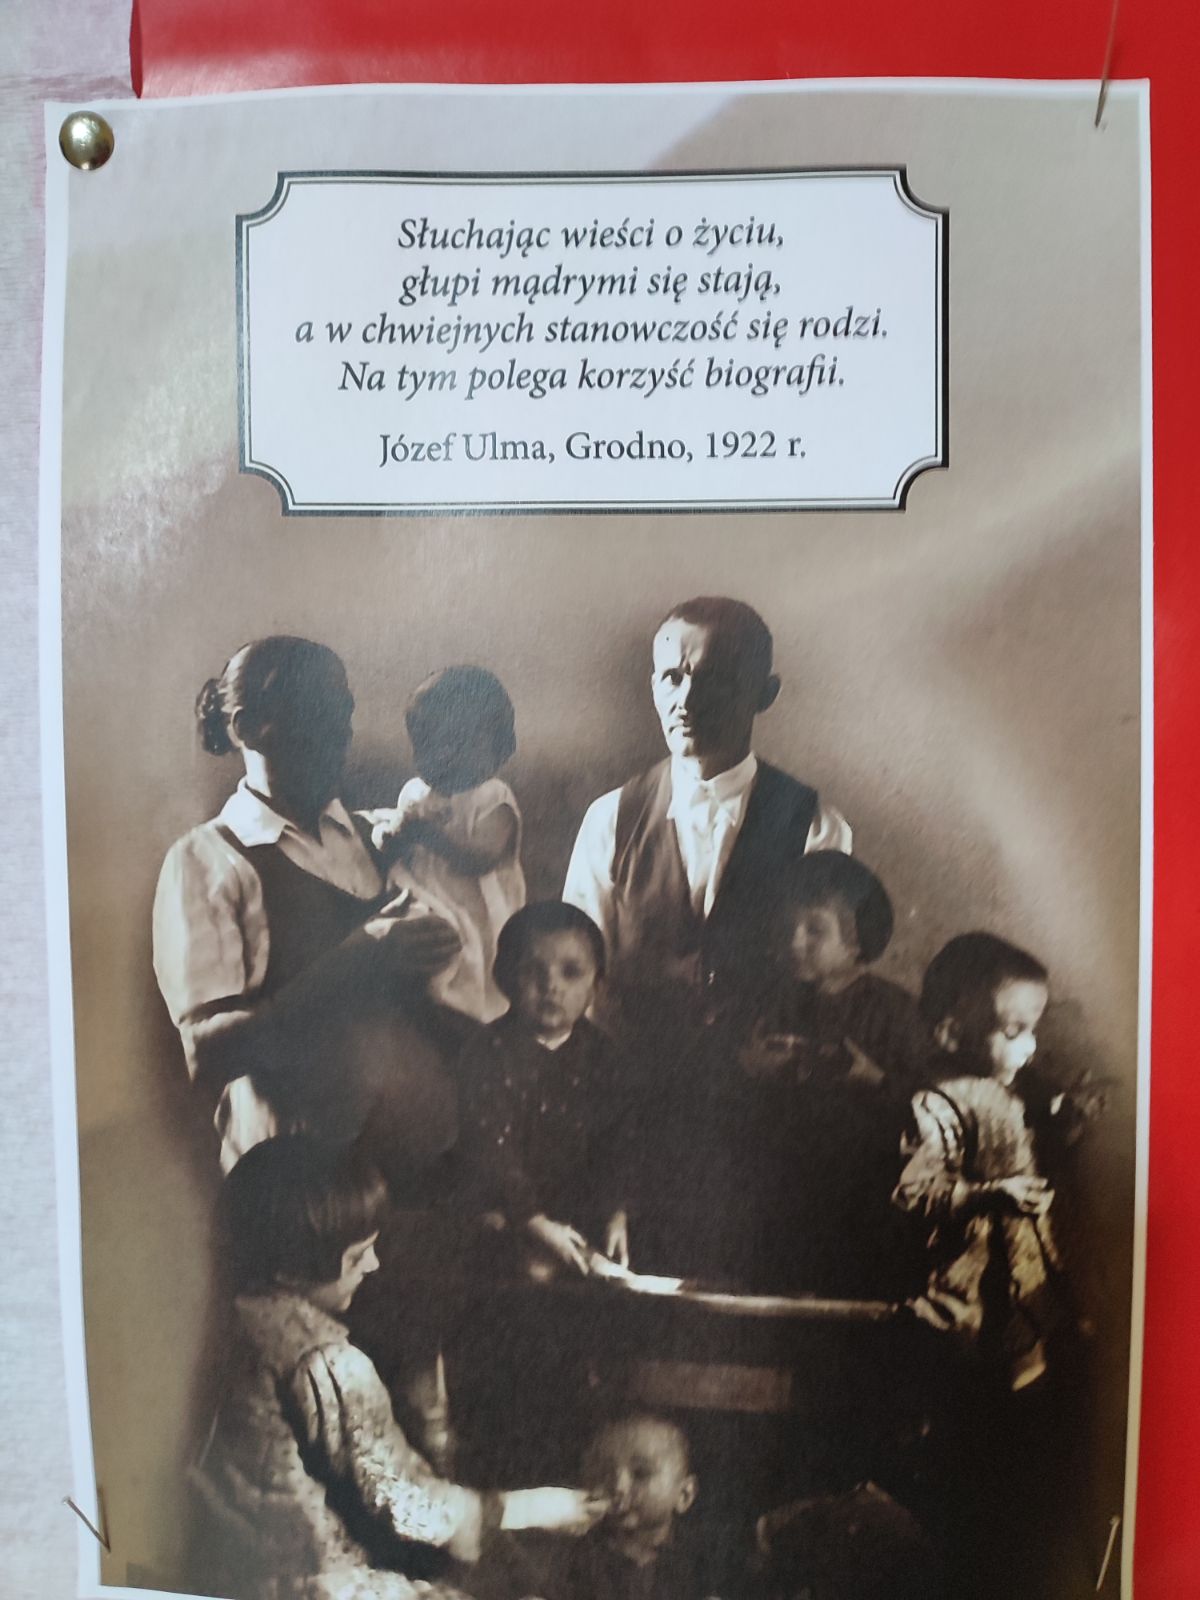 Słuchając wieści o życiu,
głupi mądrymi się stają,
a w chwiejnych stanowczość się rodzi.
Na tym polega korzyść biografii.
Józef Ulma, Grodno, 1922 r.